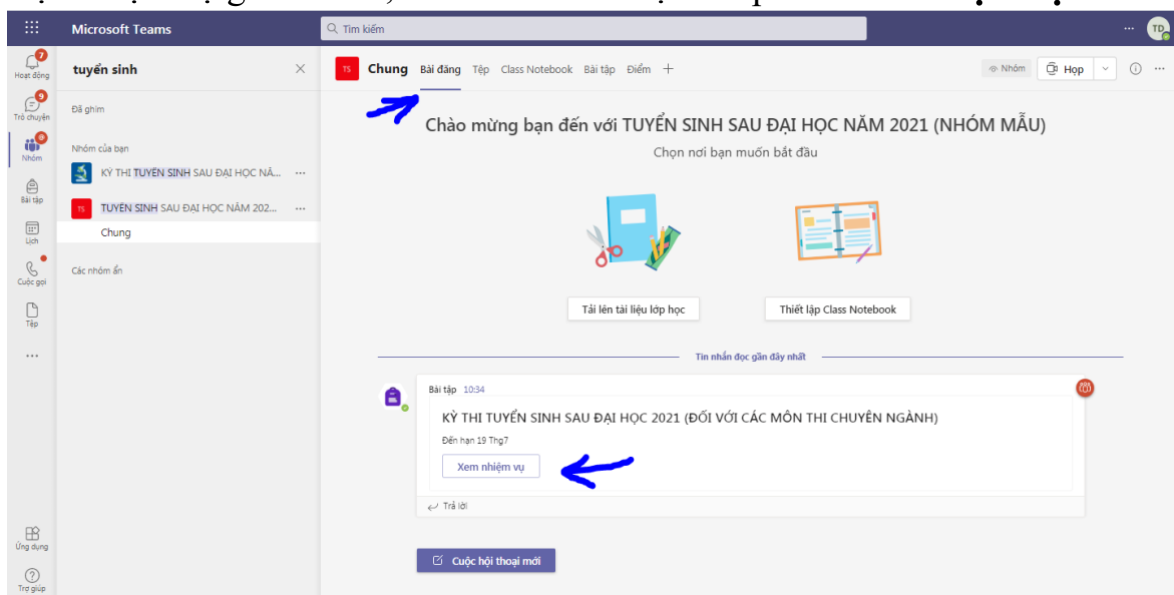 Microsoft Teams
Tìm kiếm
TD
7
Hoạt động
9
Trò chuyện
Nhóm
Bài tập
Lịch
Cuộc gọi
Tệp
Ứng dụng
Trợ giúp
tuyển sinh
Đã ghim
Nhóm của bạn
KỲ THI TUYỂN SINH SAU ĐẠI HỌC NĂ...
TS TUYỂN SINH SAU ĐẠI HỌC NĂM 202...
Chung
Các nhóm ẩn
TS Chung Bài đăng Tệp Class Notebook Bài tập Điểm
Nhóm Họp
Chào mừng bạn đến với TUYỂN SINH SAU ĐẠI HỌC NĂM 2021 (NHÓM MẪU)
Chọn nơi bạn muốn bắt đầu
Tải lên tài liệu lớp học
Thiết lập Class Notebook
Tin nhắn đọc gần đây nhất
Bài tập 10:34
KỲ THI TUYỂN SINH SAU ĐẠI HỌC 2021 (ĐỐI VỚI CÁC MÔN THI CHUYÊN NGÀNH)
Đến hạn 19 Thg7
Xem nhiệm vụ
Trả lời
Cuộc hội thoại mới